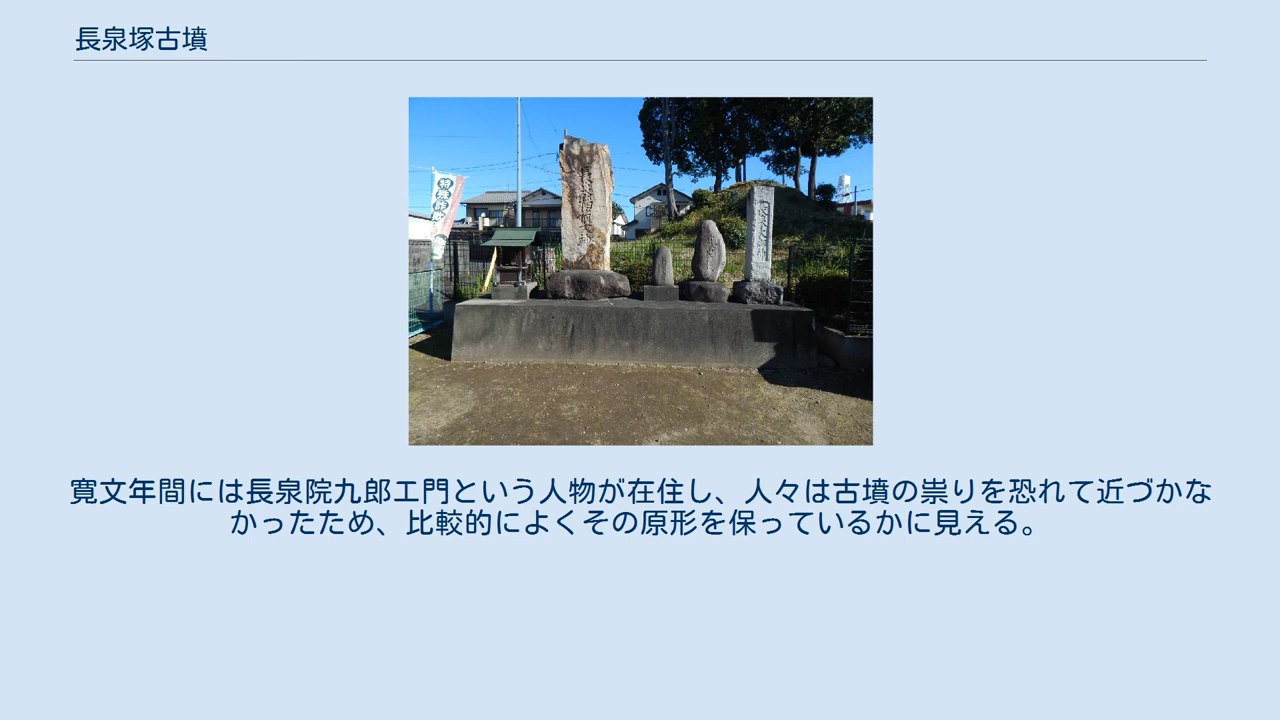 長泉塚古墳
寛文年間には長泉院九郎エ門という人物が在住し、人々は古墳の祟りを恐れて近づかな
かったため、比較的によくその原形を保っているかに見える。